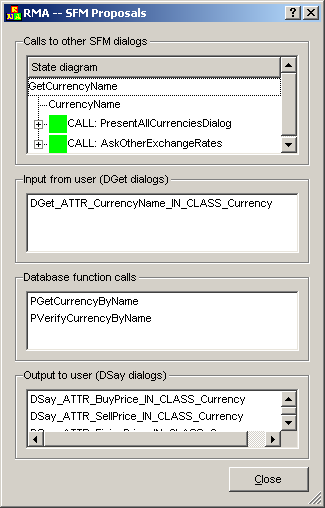 RMA -- SFM Proposals
Calls to other SFM dialogs
State diagram
GetCurrencyName
CurrencyName
CALL: PresentAllCurrenciesDialog
CALL: AskOtherExchangeRates
Input from user (DGet dialogs)
DGet_ATTR_CurrencyName_IN_CLASS_Currency
Database function calls
PGetCurrencyByName
PVerifyCurrencyByName
Output to user (DSay dialogs)
DSay_ATTR_BuyPrice_IN_CLASS_Currency
DSay_ATTR_SellPrice_IN_CLASS_Currency
Close